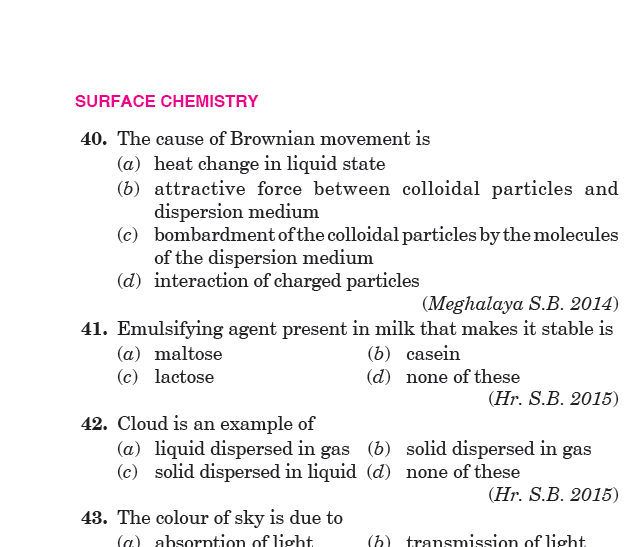 SURFACE CHEMISTRY
40. The cause of Brownian movement is
(a) heat change in liquid state
(b) attractive force between colloidal particles and
dispersion medium
(c) bombardment of the colloidal particles by the molecules
of the dispersion medium
(d) interaction of charged particles
(Meghalaya S.B. 2014)
41. Emulsifying agent present in milk that makes it stable is
(a) maltose (b) casein
(c) lactose (d) none of these
(Hr. S.B. 2015)
42. Cloud is an example of
(a) liquid dispersed in gas (b) solid dispersed in gas
(c) solid dispersed in liquid (d) none of these
(Hr. S.B. 2015)
43. The colour of sky is due to
(a) absorption of light (b) transmission of light